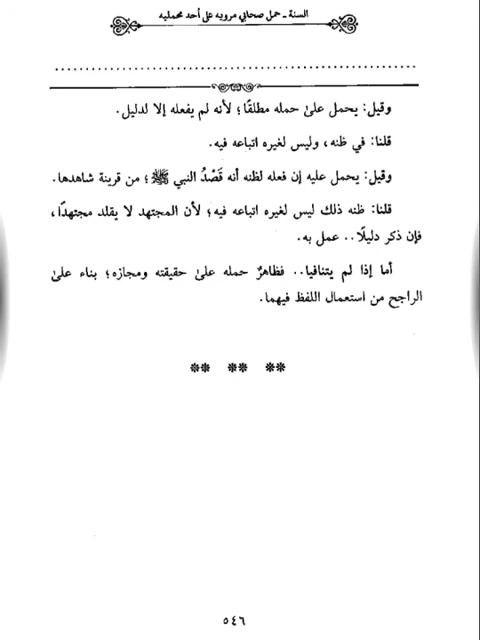 السنة - حمل صحابي مرويه على أحد محمليه
............................................................
وقيل: يحمل على حمله مطلقًا؛ لأنه لم يفعله إلا لدليل.
قلنا: في ظنه، وليس لغيره اتباعه فيه.
وقيل: يحمل عليه إن فعله لظنه أنه قَصْدُ النبي ﷺ؛ من قرينة شاهدها.
قلنا: ظنه ذلك ليس لغيره اتباعه فيه؛ لأن المجتهد لا يقلد مجتهدًا،
فإن ذكر دليلًا.. عمل به.
أما إذا لم يتنافيا.. فظاهرٌ حمله على حقيقته ومجازه؛ بناء على
الراجح من استعمال اللفظ فيهما.
** ** **
٥٤٦